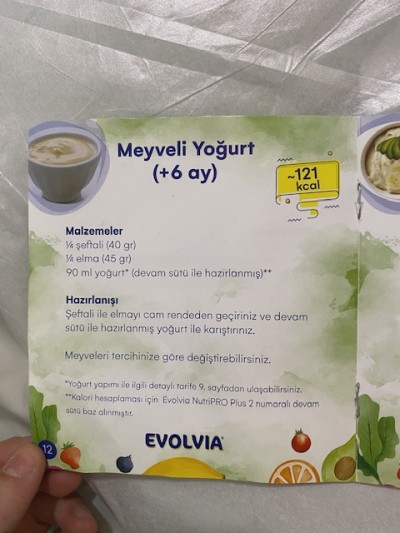 Meyveli Yoğurt
(+6 ay)
~121
kcal
Malzemeler
¼ şeftali (40 gr)
¼ elma (45 gr)
90 ml yoğurt* (devam sütü ile hazırlanmış)**
Hazırlanışı
Şeftali ile elmayı cam rendeden geçiriniz ve devam
sütü ile hazırlanmış yoğurt ile karıştırınız.
Meyveleri tercihinize göre değiştirebilirsiniz.
*Yoğurt yapımı ile ilgili detaylı tarife 9. sayfadan ulaşabilirsiniz.
**Kalori hesaplaması için Evolvia NutriPRO Plus 2 numaralı devam
sütü baz alınmıştır.
12
EVOLVIA